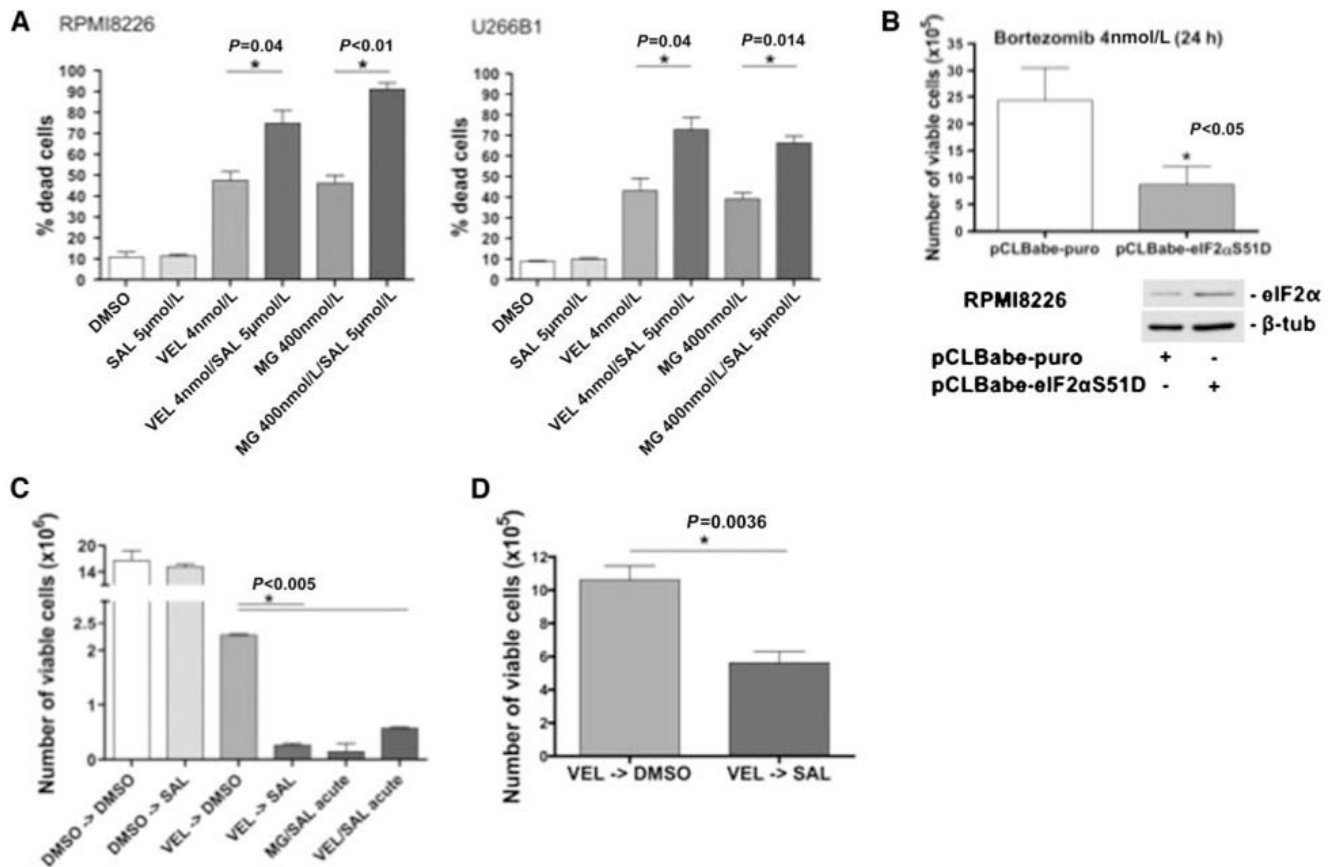 A
RPMI8226
P=0.04
P<0.01
*
*
% dead cells
100
90
80
70
60
50
40
30
20
10
0
DMSO
SAL 5µmol/L
VEL 4nmol/L
VEL 4nmol/SAL 5µmol/L
MG 400nmol/L
MG 400nmol/L/SAL 5µmol/L
U266B1
P=0.04
P=0.014
*
*
% dead cells
100
90
80
70
60
50
40
30
20
10
0
DMSO
SAL 5µmol/L
VEL 4nmol/L
VEL 4nmol/SAL 5µmol/L
MG 400nmol/L
MG 400nmol/L/SAL 5µmol/L
B
Bortezomib 4nmol/L (24 h)
Number of viable cells (x10⁵)
35
30
25
20
15
10
5
0
P<0.05
*
pCLBabe-puro
pCLBabe-eIF2αS51D
RPMI8226
- eIF2α
- β-tub
pCLBabe-puro + -
pCLBabe-eIF2αS51D - +
C
Number of viable cells (x10⁶)
20
14
2.5
2
1
0
P<0.005
*
DMSO -> DMSO
DMSO -> SAL
VEL -> DMSO
VEL -> SAL
MG/SAL acute
VEL/SAL acute
D
P=0.0036
*
Number of viable cells (x10⁵)
12
10
8
6
4
2
0
VEL -> DMSO
VEL -> SAL